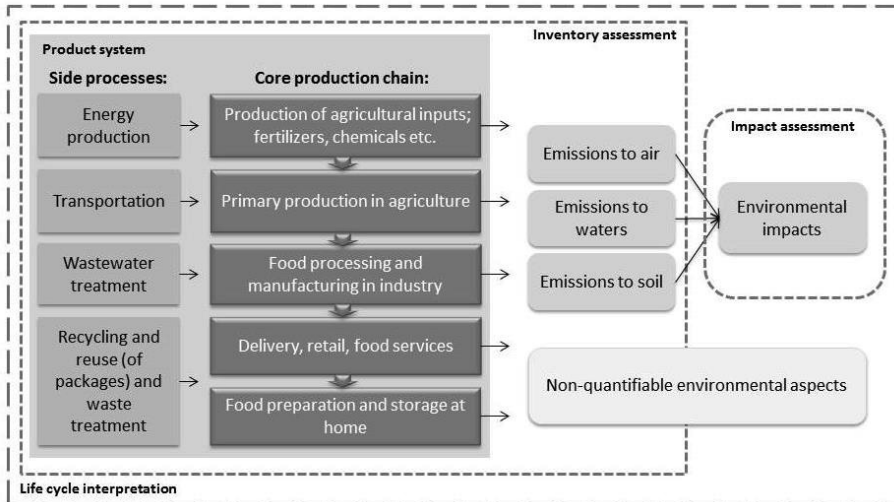 Inventory assessment
Product system
Side processes:
Core production chain:
Energy
production
Production of agricultural inputs;
fertilizers, chemicals etc.
Impact assessment
Emissions to air
Transportation
Primary production in agriculture
Emissions to
waters
Environmental
impacts
Wastewater
treatment
Food processing and
manufacturing in industry
Emissions to soil
Recycling and
reuse (of
packages) and
waste
treatment
Delivery, retail, food services
Non-quantifiable environmental aspects
Food preparation and storage at
home
Life cycle interpretation